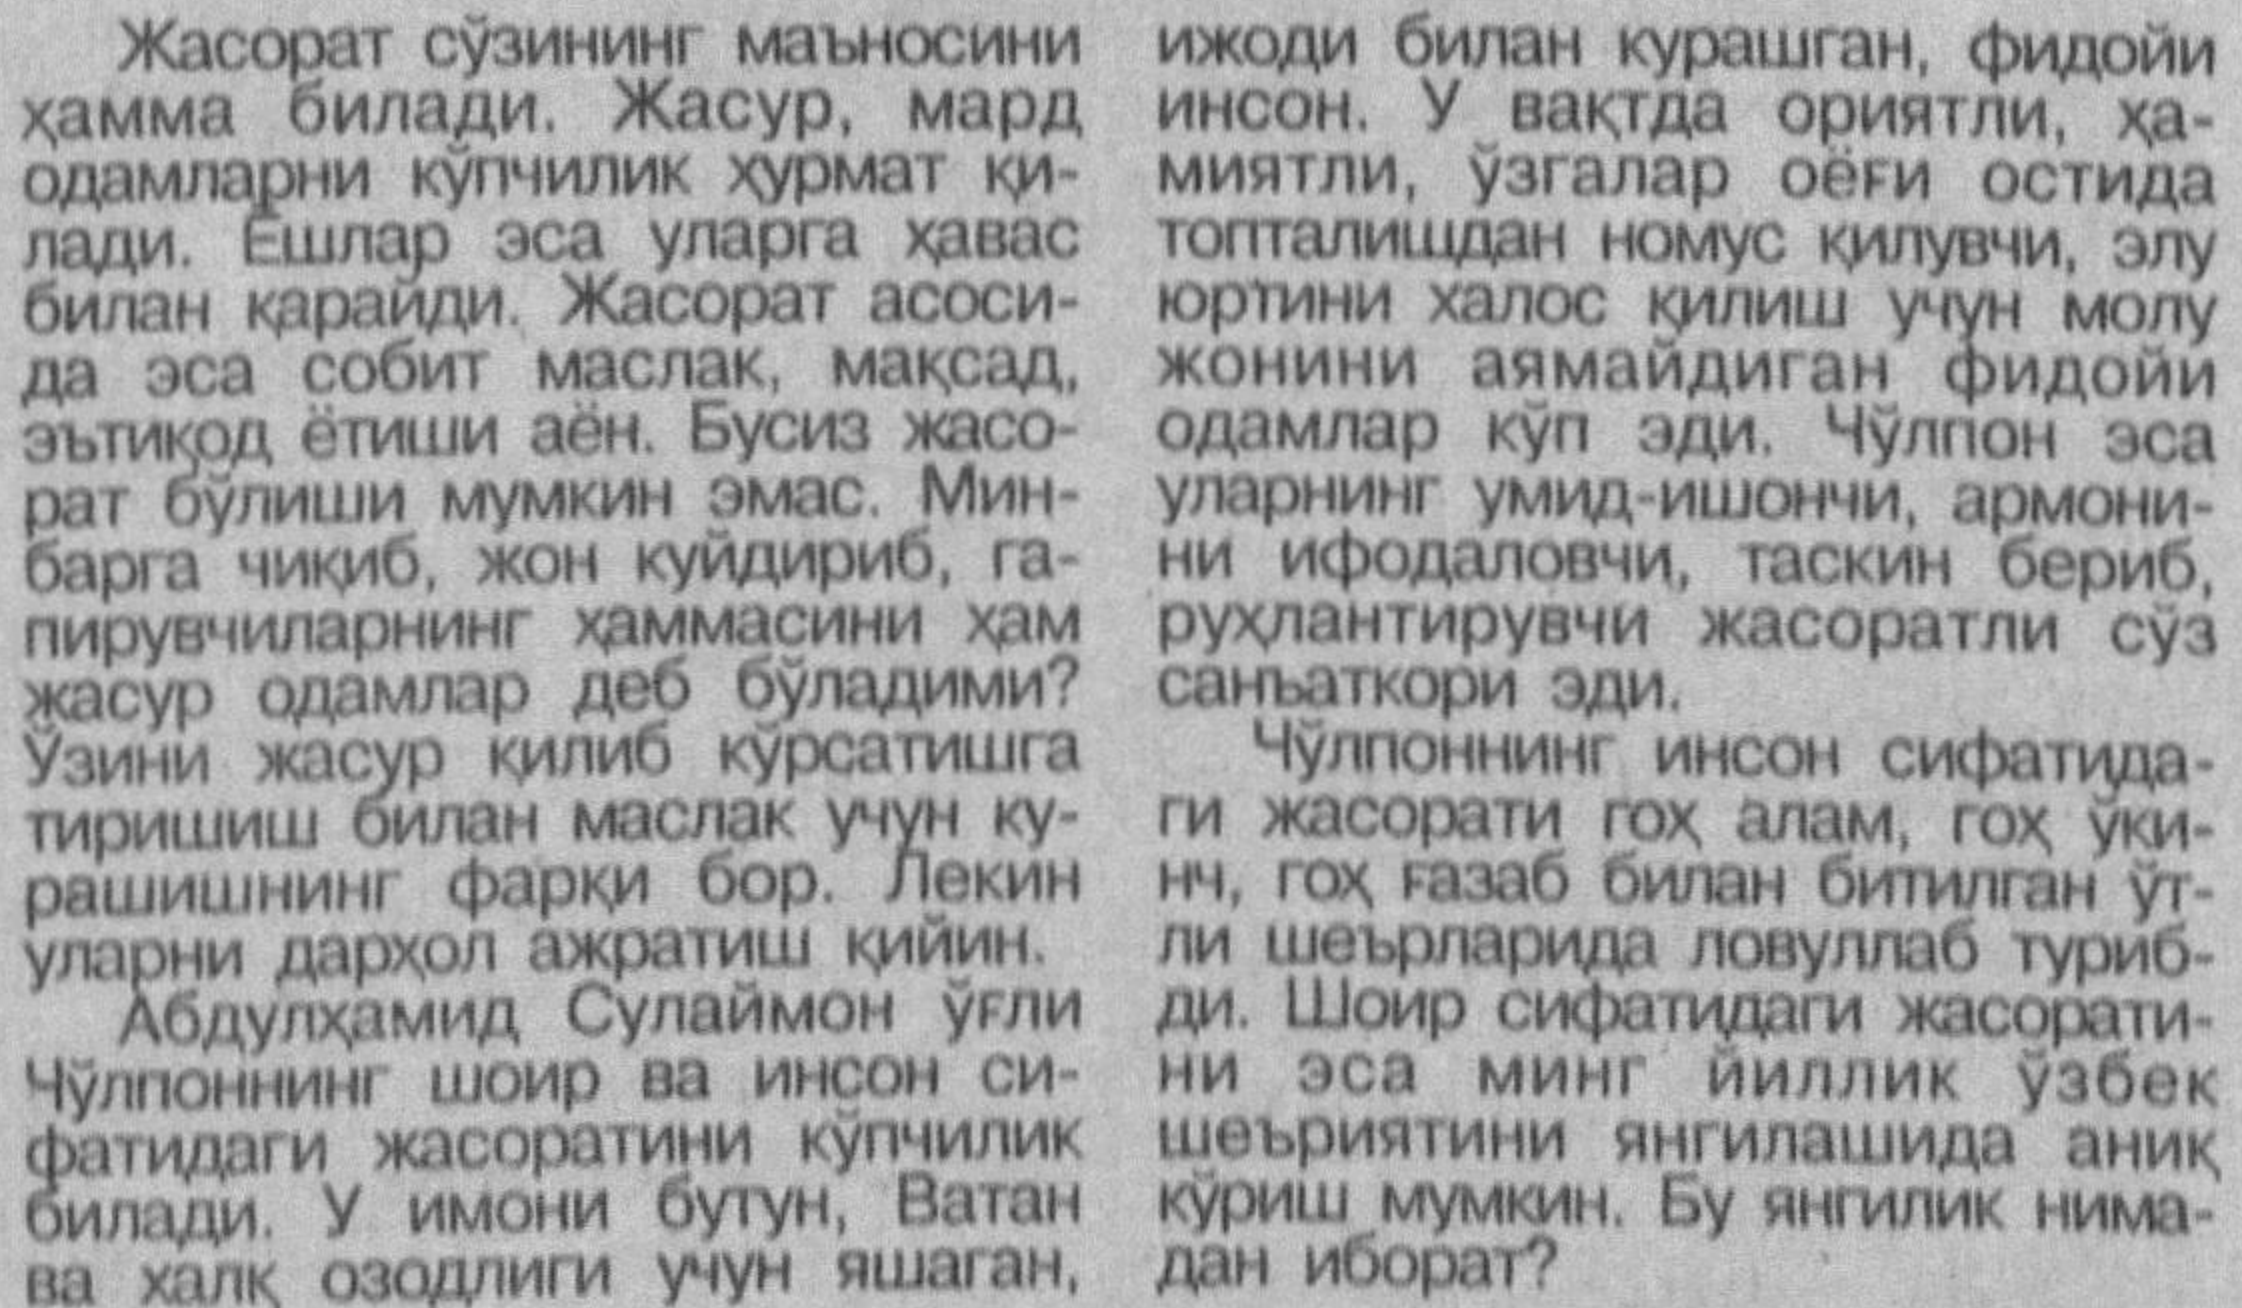 Жасорат сўзининг маъносини
ҳамма билади. Жасур, мард
одамларни кўпчилик ҳурмат қи-
лади. Ёшлар эса уларга ҳавас
билан қарайди. Жасорат асоси-
да эса собит маслак, мақсад,
эътиқод ётиши аён. Бусиз жасо-
рат бўлиши мумкин эмас. Мин-
барга чиқиб, жон куйдириб, га-
пирувчиларнинг ҳаммасини ҳам
жасур одамлар деб бўладими?
Ўзини жасур қилиб кўрсатишга
тиришиш билан маслак учун ку-
рашишнинг фарқи бор. Лекин
уларни дарҳол ажратиш қийин.
Абдулҳамид Сулаймон ўғли
Чўлпоннинг шоир ва инсон си-
фатидаги жасоратини кўпчилик
билади. У имони бутун, Ватан
ва халқ озодлиги учун яшаган,
ижоди билан курашган, фидойи
инсон. У вақтда ориятли, ҳа-
миятли, ўзгалар оёғи остида
топталишдан номус қилувчи, элу
юртини халос қилиш учун молу
жонини аямайдиган фидойи
одамлар кўп эди. Чўлпон эса
уларнинг умид-ишончи, армони-
ни ифодаловчи, таскин бериб,
руҳлантирувчи жасоратли сўз
санъаткори эди.
Чўлпоннинг инсон сифатида-
ги жасорати гоҳ алам, гоҳ ўки-
нч, гоҳ ғазаб билан битилган ўт-
ли шеърларида ловуллаб туриб-
ди. Шоир сифатидаги жасорати-
ни эса минг йиллик ўзбек
шеъриятини янгилашида аниқ
кўриш мумкин. Бу янгилик нима-
дан иборат?